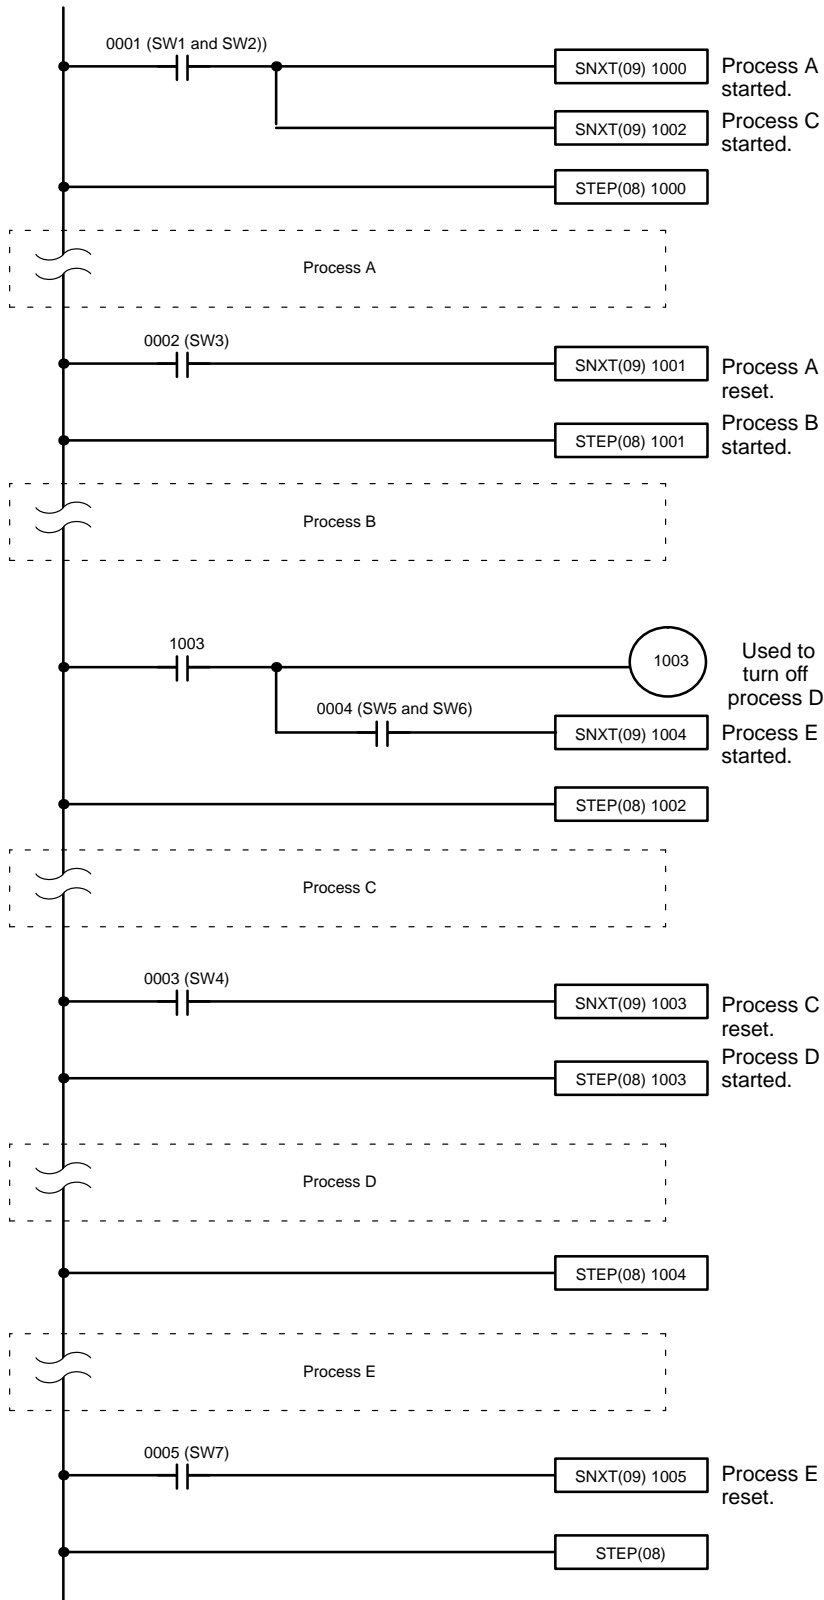 0001 (SW1 and SW2))
SNXT(09) 1000
Process A
started.
SNXT(09) 1002
Process C
started.
STEP(08) 1000
Process A
0002 (SW3)
SNXT(09) 1001
Process A
reset.
STEP(08) 1001
Process B
started.
Process B
1003
1003
Used to
turn off
process D
0004 (SW5 and SW6)
SNXT(09) 1004
Process E
started.
STEP(08) 1002
Process C
0003 (SW4)
SNXT(09) 1003
Process C
reset.
STEP(08) 1003
Process D
started.
Process D
STEP(08) 1004
Process E
0005 (SW7)
SNXT(09) 1005
Process E
reset.
STEP(08)